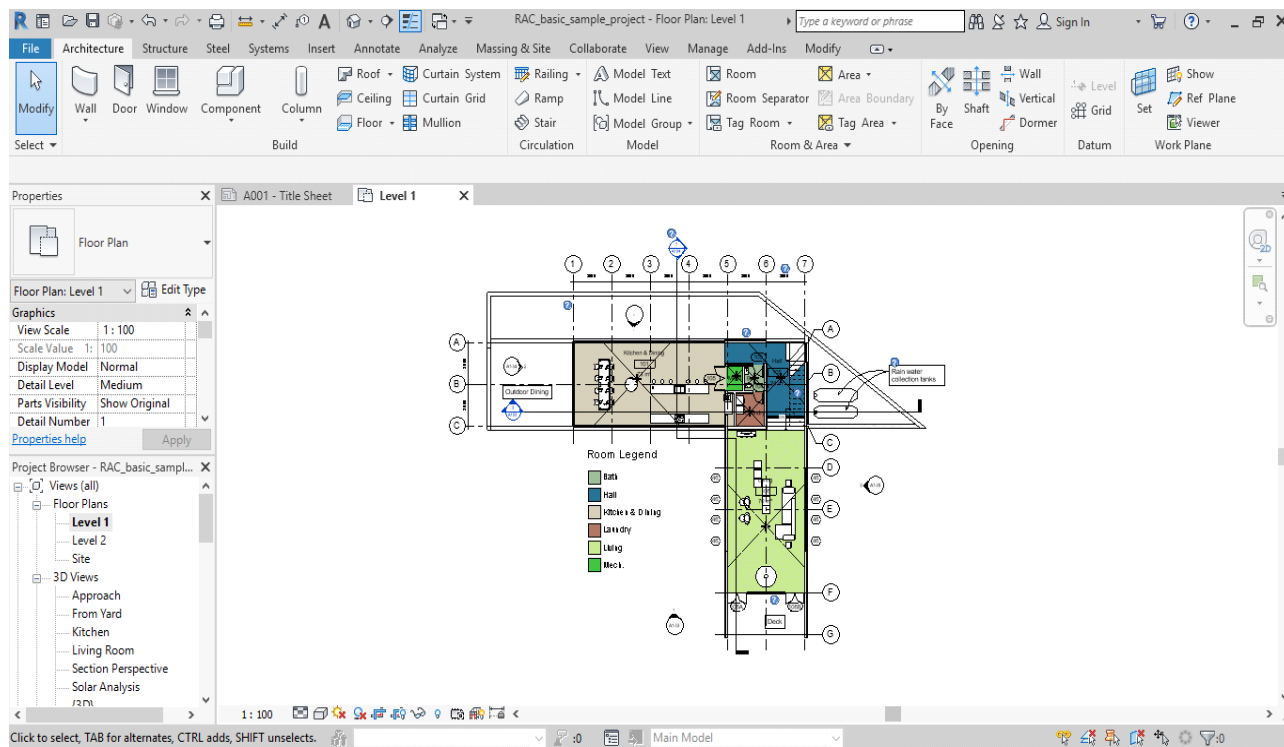 RAC_basic_sample_project - Floor Plan: Level 1
Type a keyword or phrase
Sign In
File Architecture Structure Steel Systems Insert Annotate Analyze Massing & Site Collaborate View Manage Add-Ins Modify
Modify
Wall
Door
Window
Component
Column
Roof
Ceiling
Floor
Curtain System
Curtain Grid
Mullion
Railing
Ramp
Stair
Model Text
Model Line
Model Group
Room
Room Separator
Tag Room
Area
Area Boundary
Tag Area
By
Face
Shaft
Wall
Vertical
Dormer
Level
Grid
Set
Show
Ref Plane
Viewer
Select
Build
Circulation
Model
Room & Area
Opening
Datum
Work Plane
Properties
A001 - Title Sheet
Level 1
Floor Plan
Floor Plan: Level 1
Edit Type
Graphics
View Scale 1 : 100
Scale Value 1: 100
Display Model Normal
Detail Level Medium
Parts Visibility Show Original
Detail Number 1
Properties help
Apply
Project Browser - RAC_basic_sampl...
Views (all)
Floor Plans
Level 1
Level 2
Site
3D Views
Approach
From Yard
Kitchen
Living Room
Section Perspective
Solar Analysis
{3D}
2D
1 2 3 4 5 6 7
A
A
B
B
C
C
D
E
F
G
Kitchen & Dining
Hall
Outdoor Dining
Rain water
collection tanks
Room Legend
Bath
Hall
Kitchen & Dining
Laundry
Living
Mech.
Deck
1 : 100
Click to select, TAB for alternates, CTRL adds, SHIFT unselects.
:0
Main Model
:0